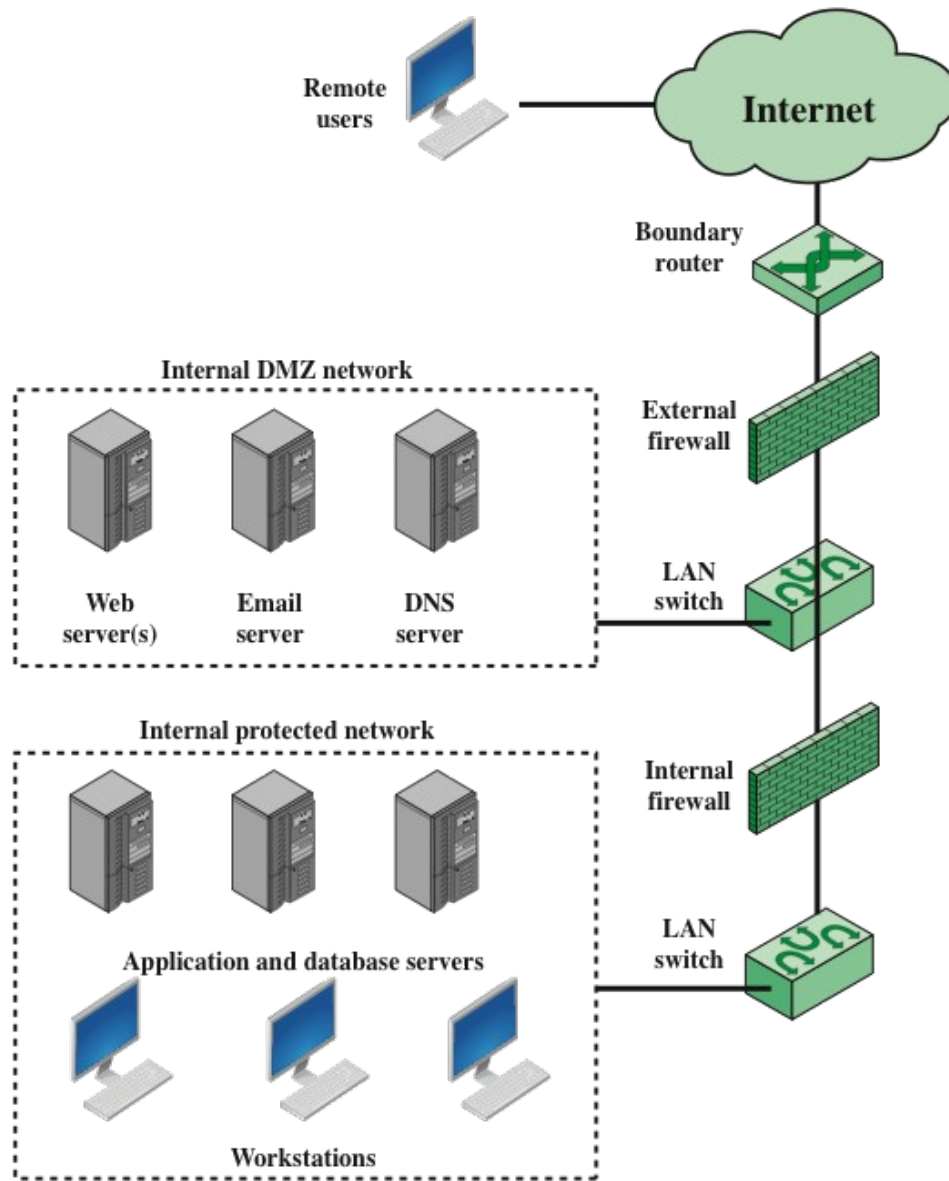 Remote
users
Internet
Boundary
router
Internal DMZ network
External
firewall
Web
server(s)
Email
server
DNS
server
LAN
switch
Internal protected network
Internal
firewall
Application and database servers
LAN
switch
Workstations